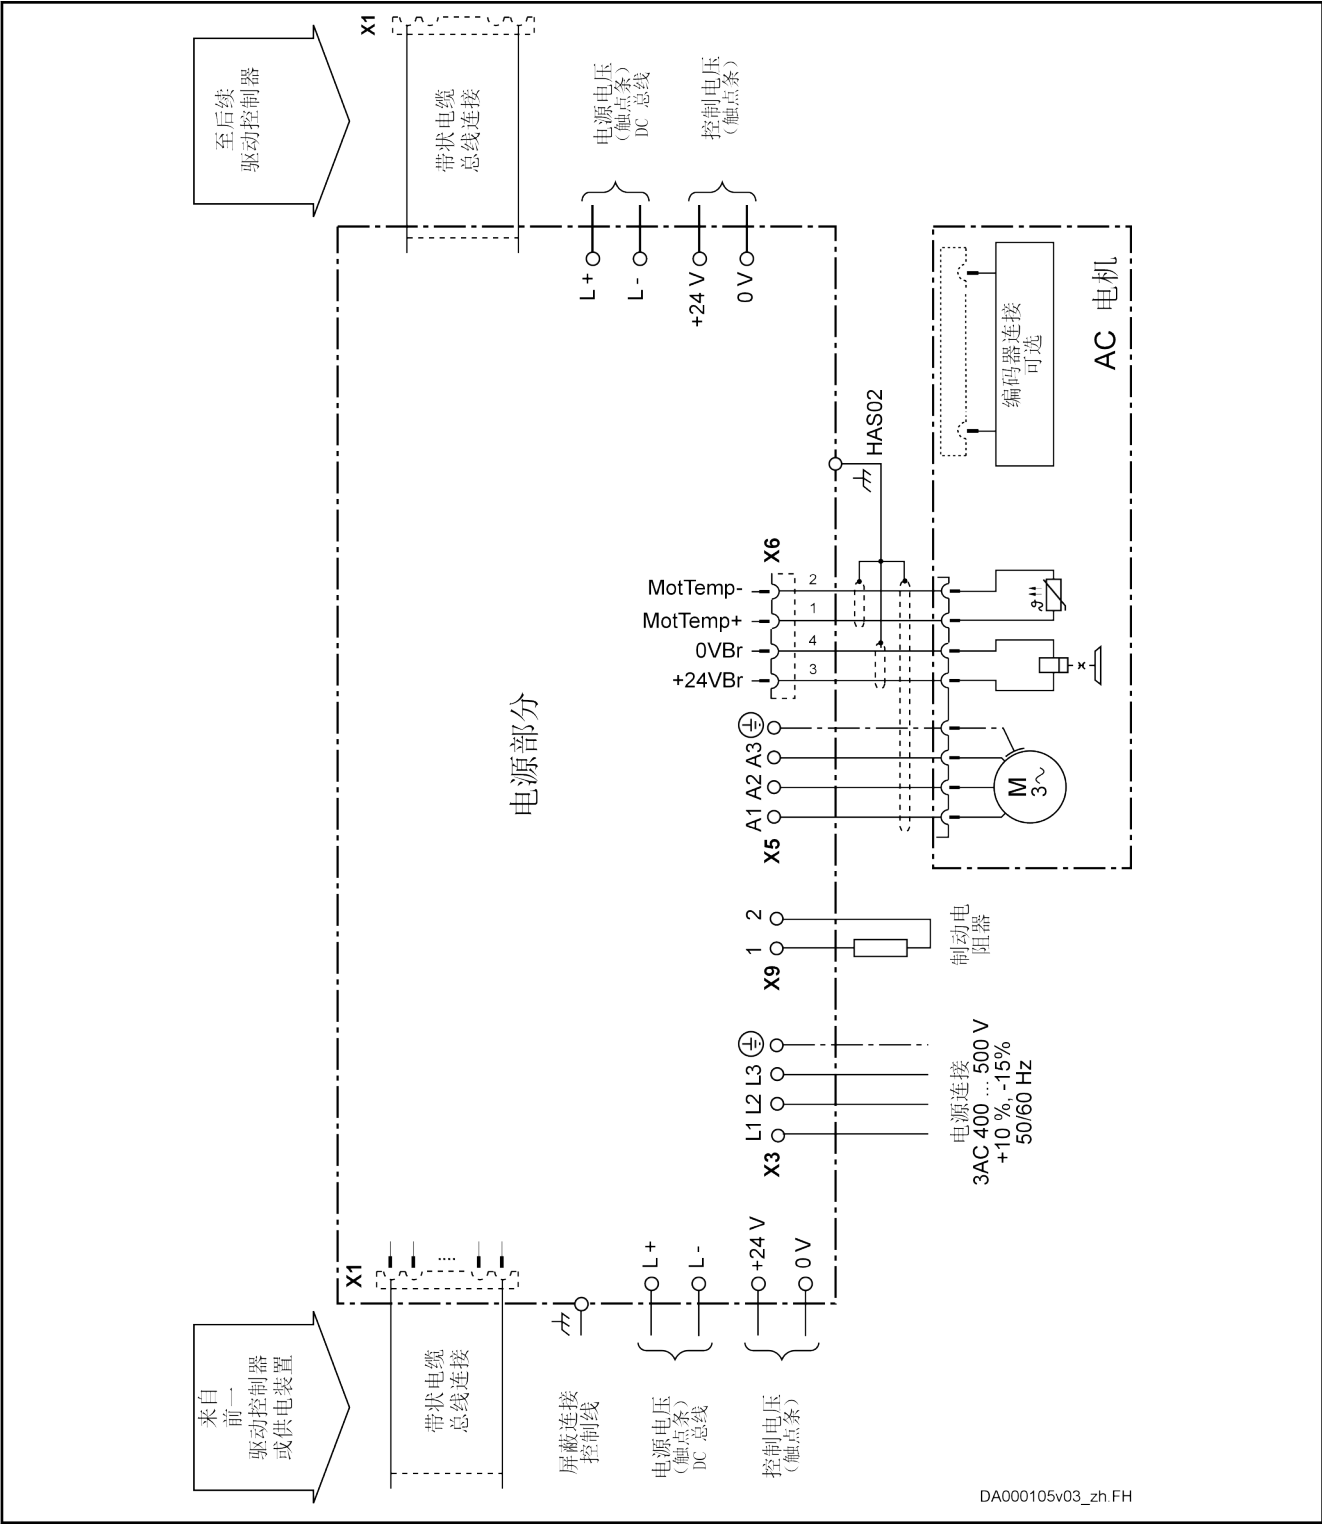 至后续
驱动控制器
X1
带状电缆
总线连接
电源电压
(触点条)
DC 总线
控制电压
(触点条)
L +
L -
+24 V
0 V
编码器连接
可选
AC 电机
HAS02
X6
MotTemp-
2
MotTemp+
1
0VBr
4
+24VBr
3
电源部分
A3
A2
A1
X5
M
3~
ϑ
2
1
X9
制动电
阻器
L3
L2
L1
X3
电源连接
3AC 400 ... 500 V
+10 %, -15%
50/60 Hz
X1
....
L +
L -
+24 V
0 V
来自
前一
驱动控制器
或供电装置
带状电缆
总线连接
屏蔽连接
控制线
电源电压
(触点条)
DC 总线
控制电压
(触点条)
DA000105v03_zh.FH